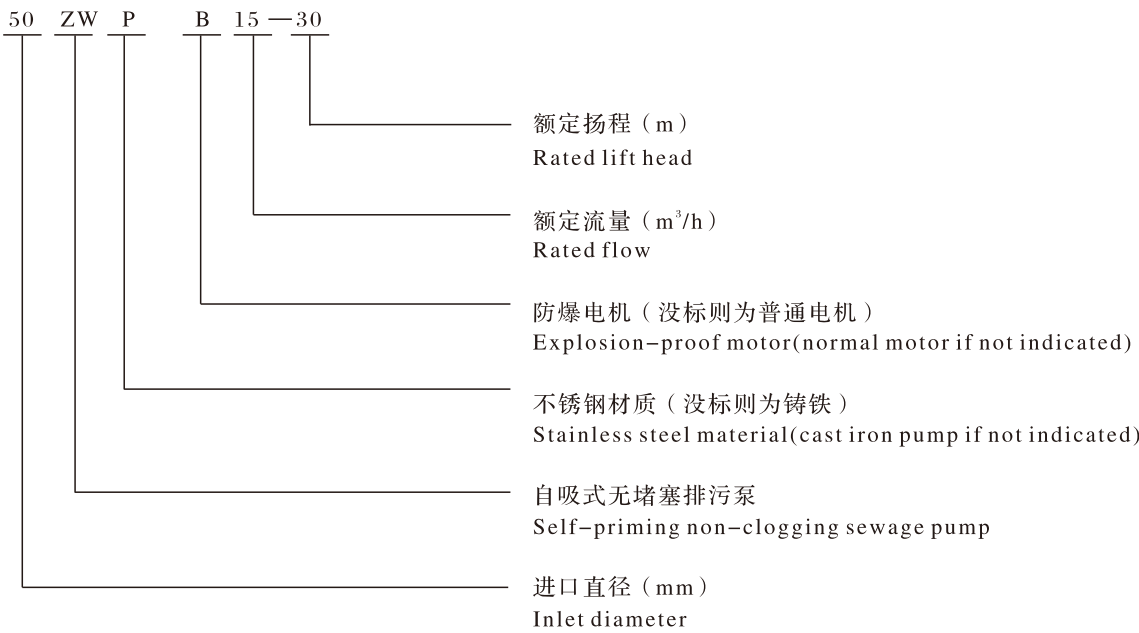 50 ZW P B 15—30
额定扬程（m）
Rated lift head
额定流量（m³/h）
Rated flow
防爆电机（没标则为普通电机）
Explosion-proof motor(normal motor if not indicated)
不锈钢材质（没标则为铸铁）
Stainless steel material(cast iron pump if not indicated)
自吸式无堵塞排污泵
Self-priming non-clogging sewage pump
进口直径（mm）
Inlet diameter